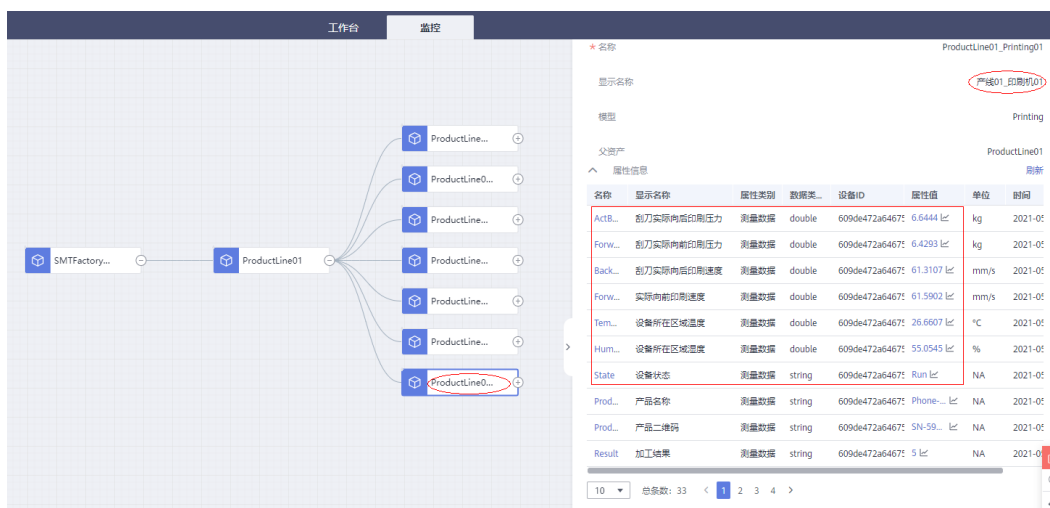 工作台 监控
* 名称 ProductLine01_Printing01
显示名称 产线01_印刷机01
模型 Printing
父资产 ProductLine01
属性信息 刷新
ProductLine...
ProductLine0...
ProductLine...
SMTFactory... ProductLine01 ProductLine...
ProductLine...
ProductLine...
ProductLine0...
名称 显示名称 属性类别 数据类... 设备ID 属性值 单位 时间
ActB... 刮刀实际向后印刷压力 测量数据 double 609de472a64675 6.6444 kg 2021-05
Forw... 刮刀实际向前印刷压力 测量数据 double 609de472a64675 6.4293 kg 2021-05
Back... 刮刀实际向后印刷速度 测量数据 double 609de472a64675 61.3107 mm/s 2021-05
Forw... 实际向前印刷速度 测量数据 double 609de472a64675 61.5902 mm/s 2021-05
Tem... 设备所在区域温度 测量数据 double 609de472a64675 26.6607 °C 2021-05
Hum... 设备所在区域湿度 测量数据 double 609de472a64675 55.0545 % 2021-05
State 设备状态 测量数据 string 609de472a64675 Run NA 2021-05
Prod... 产品名称 测量数据 string 609de472a64675 Phone-... NA 2021-05
Prod... 产品二维码 测量数据 string 609de472a64675 SN-59... NA 2021-05
Result 加工结果 测量数据 string 609de472a64675 5 NA 2021-0
10 总条数: 33 < 1 2 3 4 >